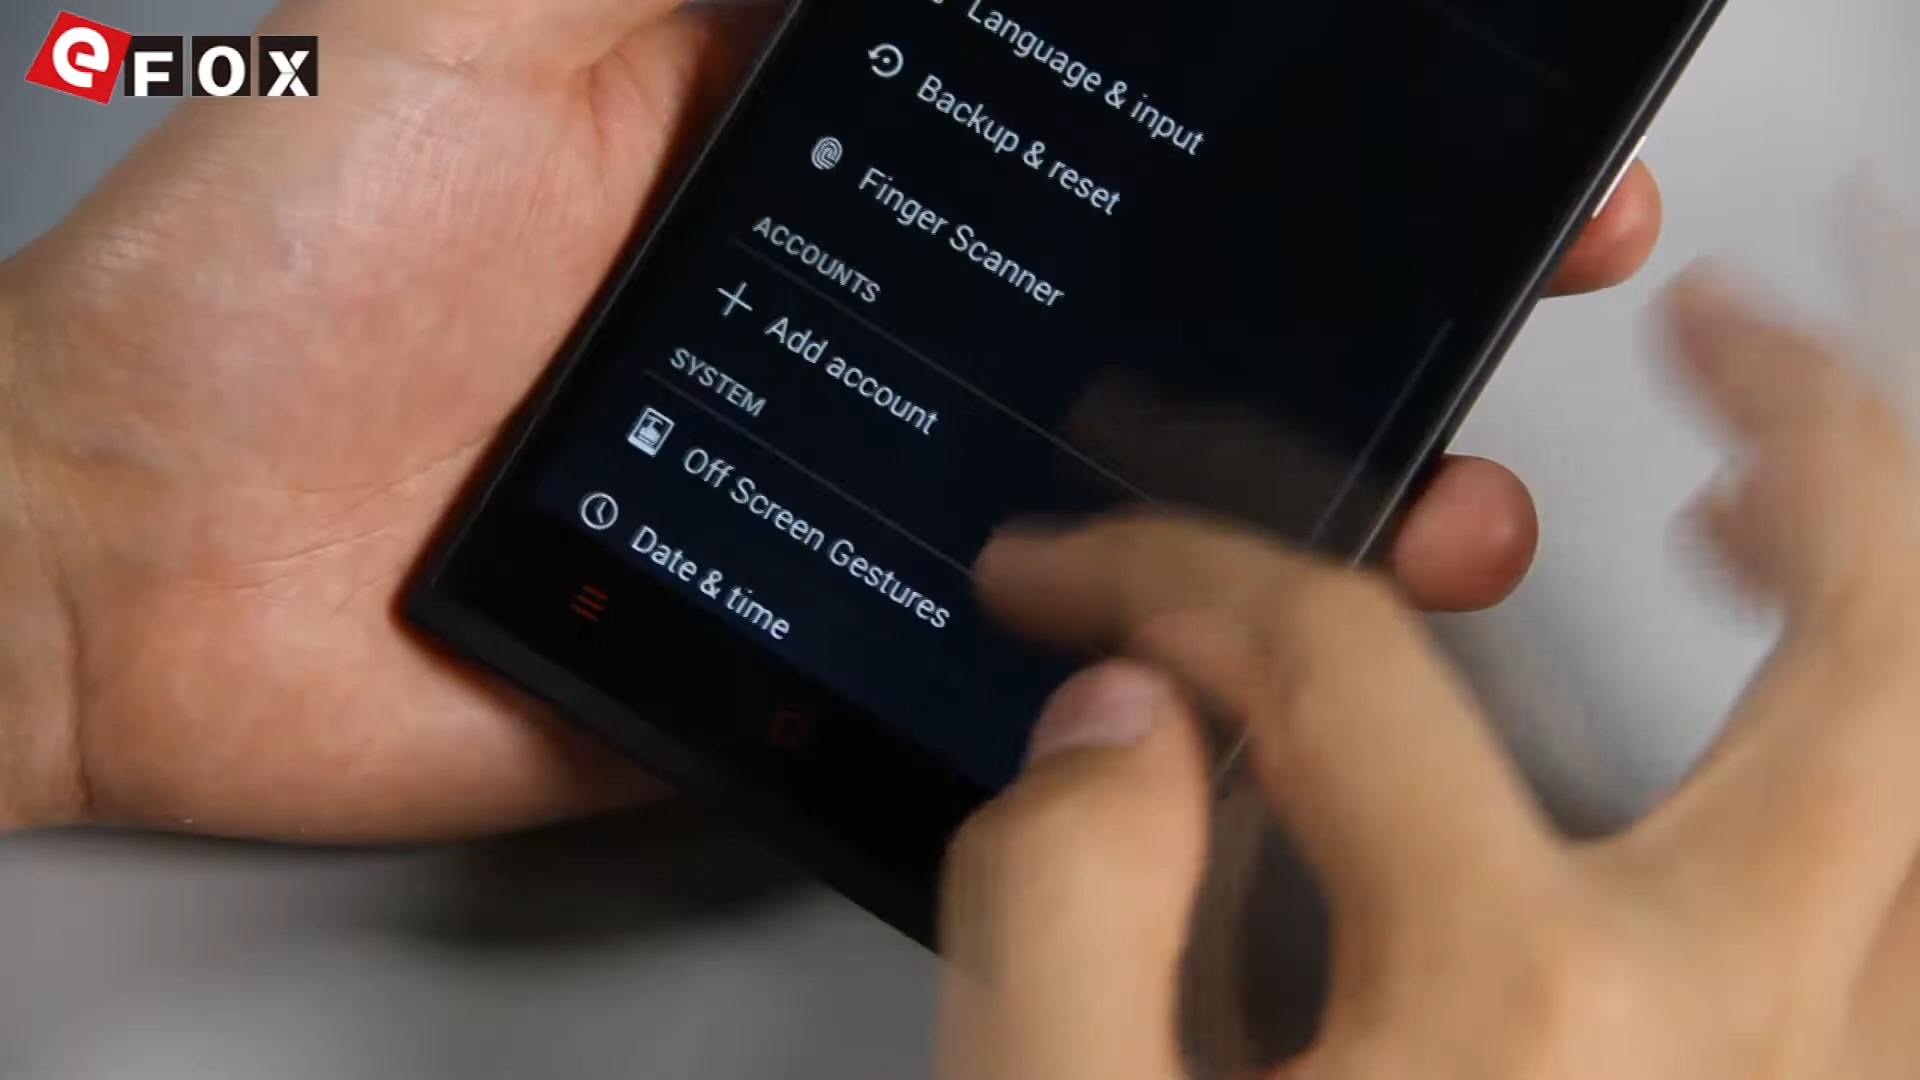 eFOX
Language & input
Backup & reset
Finger Scanner
ACCOUNTS
Add account
SYSTEM
Off Screen Gestures
Date & time